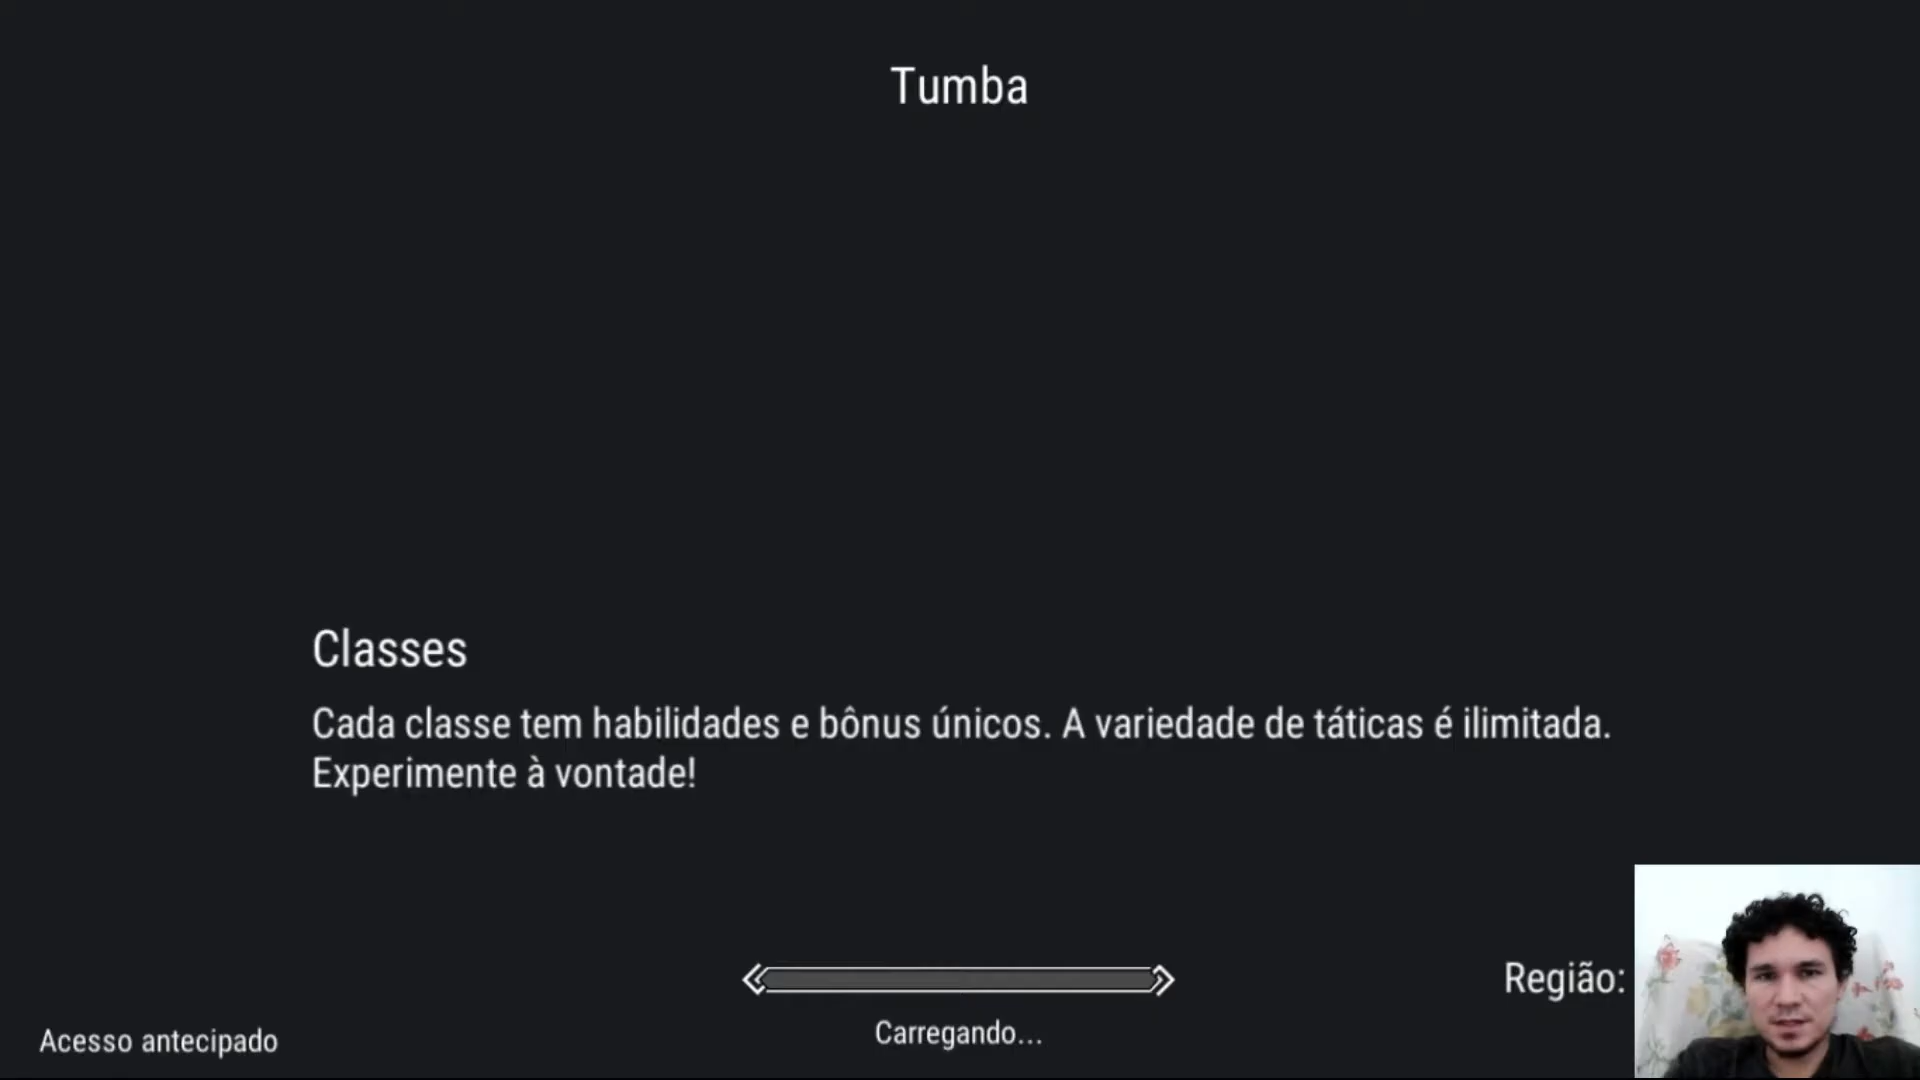 Tumba
Classes
Cada classe tem habilidades e bônus únicos. A variedade de táticas é ilimitada.
Experimente à vontade!
Região:
Carregando...
Acesso antecipado